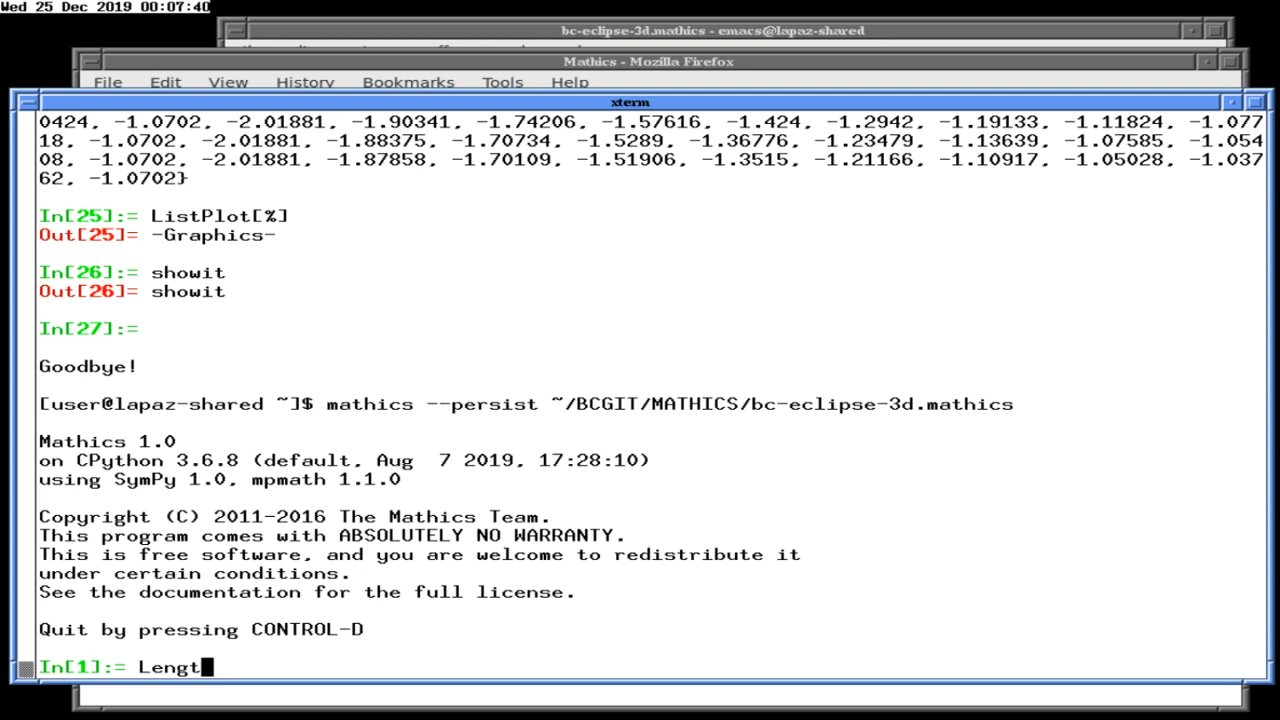 Wed 25 Dec 2019 00:07:40
bc-eclipse-3d.mathics - emacs@lapaz-shared
Mathics - Mozilla Firefox
File Edit View History Bookmarks Tools Help
xterm
0424, -1.0702, -2.01881, -1.90341, -1.74206, -1.57616, -1.424, -1.2942, -1.19133, -1.11824, -1.077
18, -1.0702, -2.01881, -1.88375, -1.70734, -1.5289, -1.36776, -1.23479, -1.13639, -1.07585, -1.054
08, -1.0702, -2.01881, -1.87858, -1.70109, -1.51906, -1.3515, -1.21166, -1.10917, -1.05028, -1.037
62, -1.0702}
In[25]:= ListPlot[%]
Out[25]= -Graphics-
In[26]:= showit
Out[26]= showit
In[27]:=
Goodbye!
[user@lapaz-shared ~]$ mathics --persist ~/BCGIT/MATHICS/bc-eclipse-3d.mathics
Mathics 1.0
on CPython 3.6.8 (default, Aug  7 2019, 17:28:10)
using SymPy 1.0, mpmath 1.1.0
Copyright (C) 2011-2016 The Mathics Team.
This program comes with ABSOLUTELY NO WARRANTY.
This is free software, and you are welcome to redistribute it
under certain conditions.
See the documentation for the full license.
Quit by pressing CONTROL-D
In[1]:= Lengt